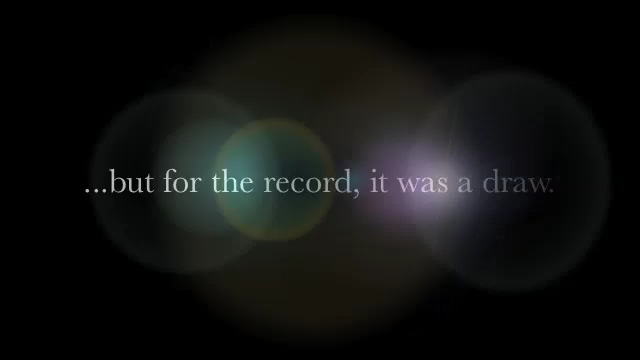 ...but for the record, it was a draw.